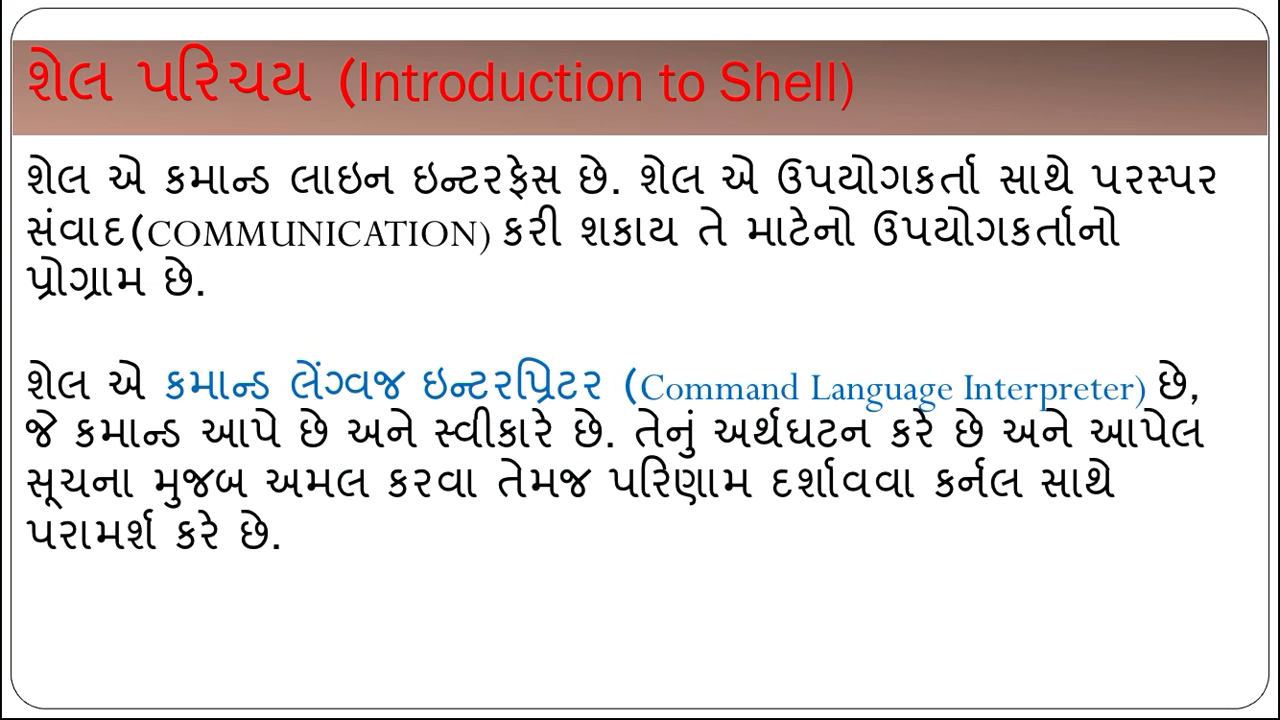 શેલ પરિચય (Introduction to Shell)
શેલ એ કમાન્ડ લાઇન ઇન્ટરફેસ છે. શેલ એ ઉપયોગકર્તા સાથે પરસ્પર
સંવાદ(COMMUNICATION) કરી શકાય તે માટેનો ઉપયોગકર્તાનો
પ્રોગ્રામ છે.
શેલ એ કમાન્ડ લેંગ્વજ ઇન્ટરપ્રિટર (Command Language Interpreter) છે,
જે કમાન્ડ આપે છે અને સ્વીકારે છે. તેનું અર્થઘટન કરે છે અને આપેલ
સૂચના મુજબ અમલ કરવા તેમજ પરિણામ દર્શાવવા કર્નલ સાથે
પરામર્શ કરે છે.